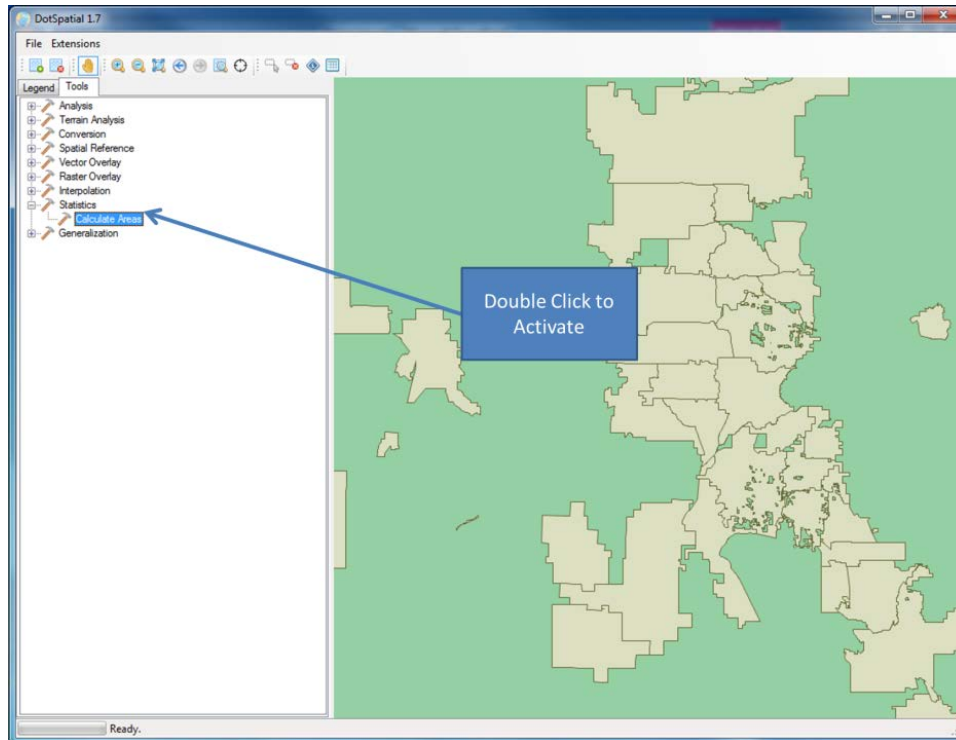 DotSpatial 1.7
File Extensions
Legend Tools
Analysis
Terrain Analysis
Conversion
Spatial Reference
Vector Overlay
Raster Overlay
Interpolation
Statistics
Calculate Areas
Generalization
Double Click to
Activate
Ready.